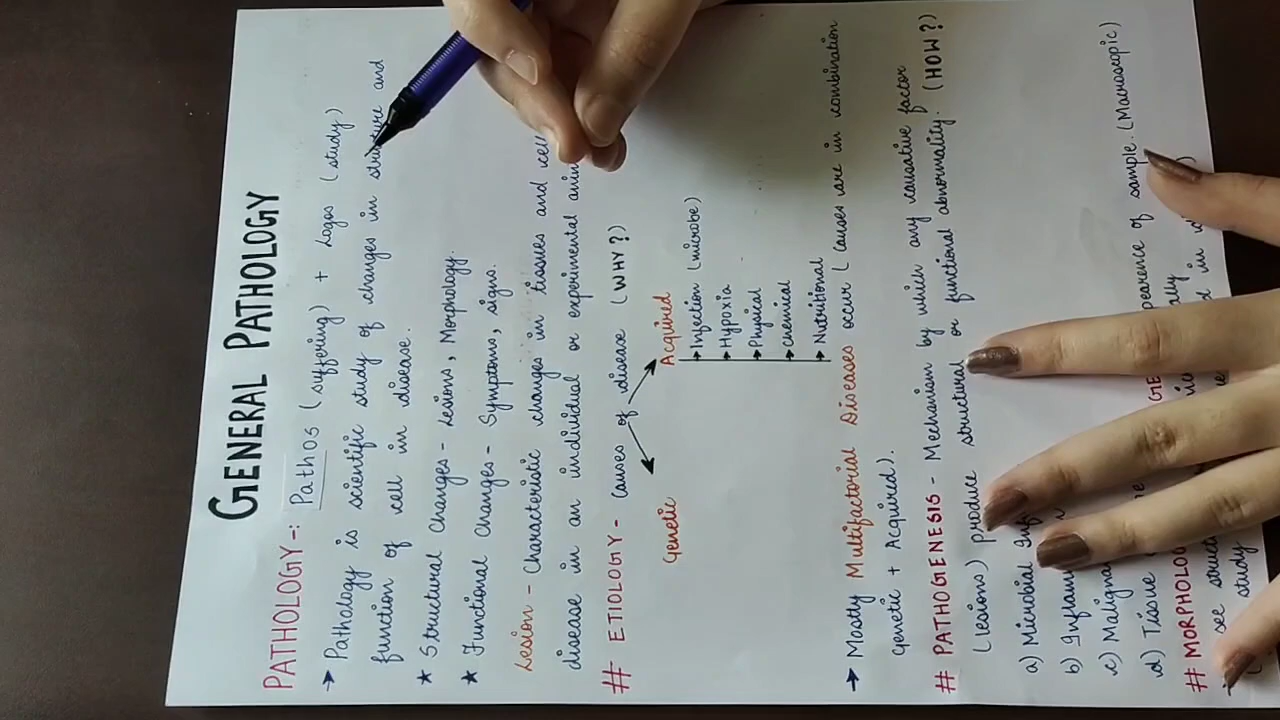 GENERAL PATHOLOGY
PATHOLOGY-: Pathos (suffering) + Logos (study)
→ Pathology is scientific study of changes in structure and
function of cell in disease.
★ Structural Changes - Lesions, Morphology.
★ Functional Changes - Symptoms, signs.
Lesion - Characteristic changes in tissues and cell
disease in an individual or experimental
# ETIOLOGY - Causes of disease (WHY?)
Genetic Acquired
→ Infection (microbe)
→ Hypoxia
→ Physical
→ chemical
→ Nutritional
→ Mostly Multifactorial Diseases occur (causes are in combination
Genetic + Acquired).
# PATHOGENESIS - Mechanism by which any causative factor
(lesions) produce structural or functional abnormality. (HOW?)
a) Microbial
b)
c)
d) Tissue
# of sample. (Macroscopic)
see in
study